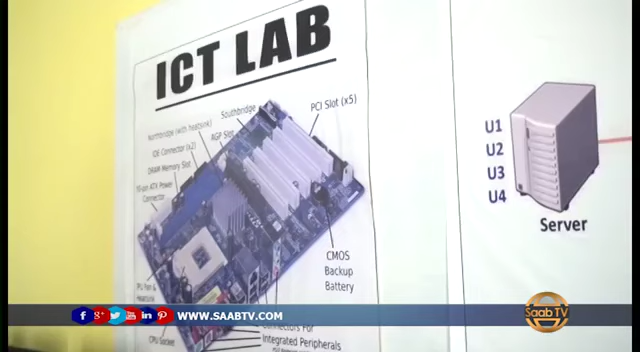 ICT LAB
PCI Slot (x5)
Southbridge
Northbridge (with heatsink)
AGP Slot
IDE Connector (x2)
DRAM Memory Slot
ATX Power
Connector
CMOS
Backup
Battery
CPU Socket
Connectors For
Integrated Peripherals
U1
U2
U3
U4
Server
WWW.SAABTV.COM
Saab TV